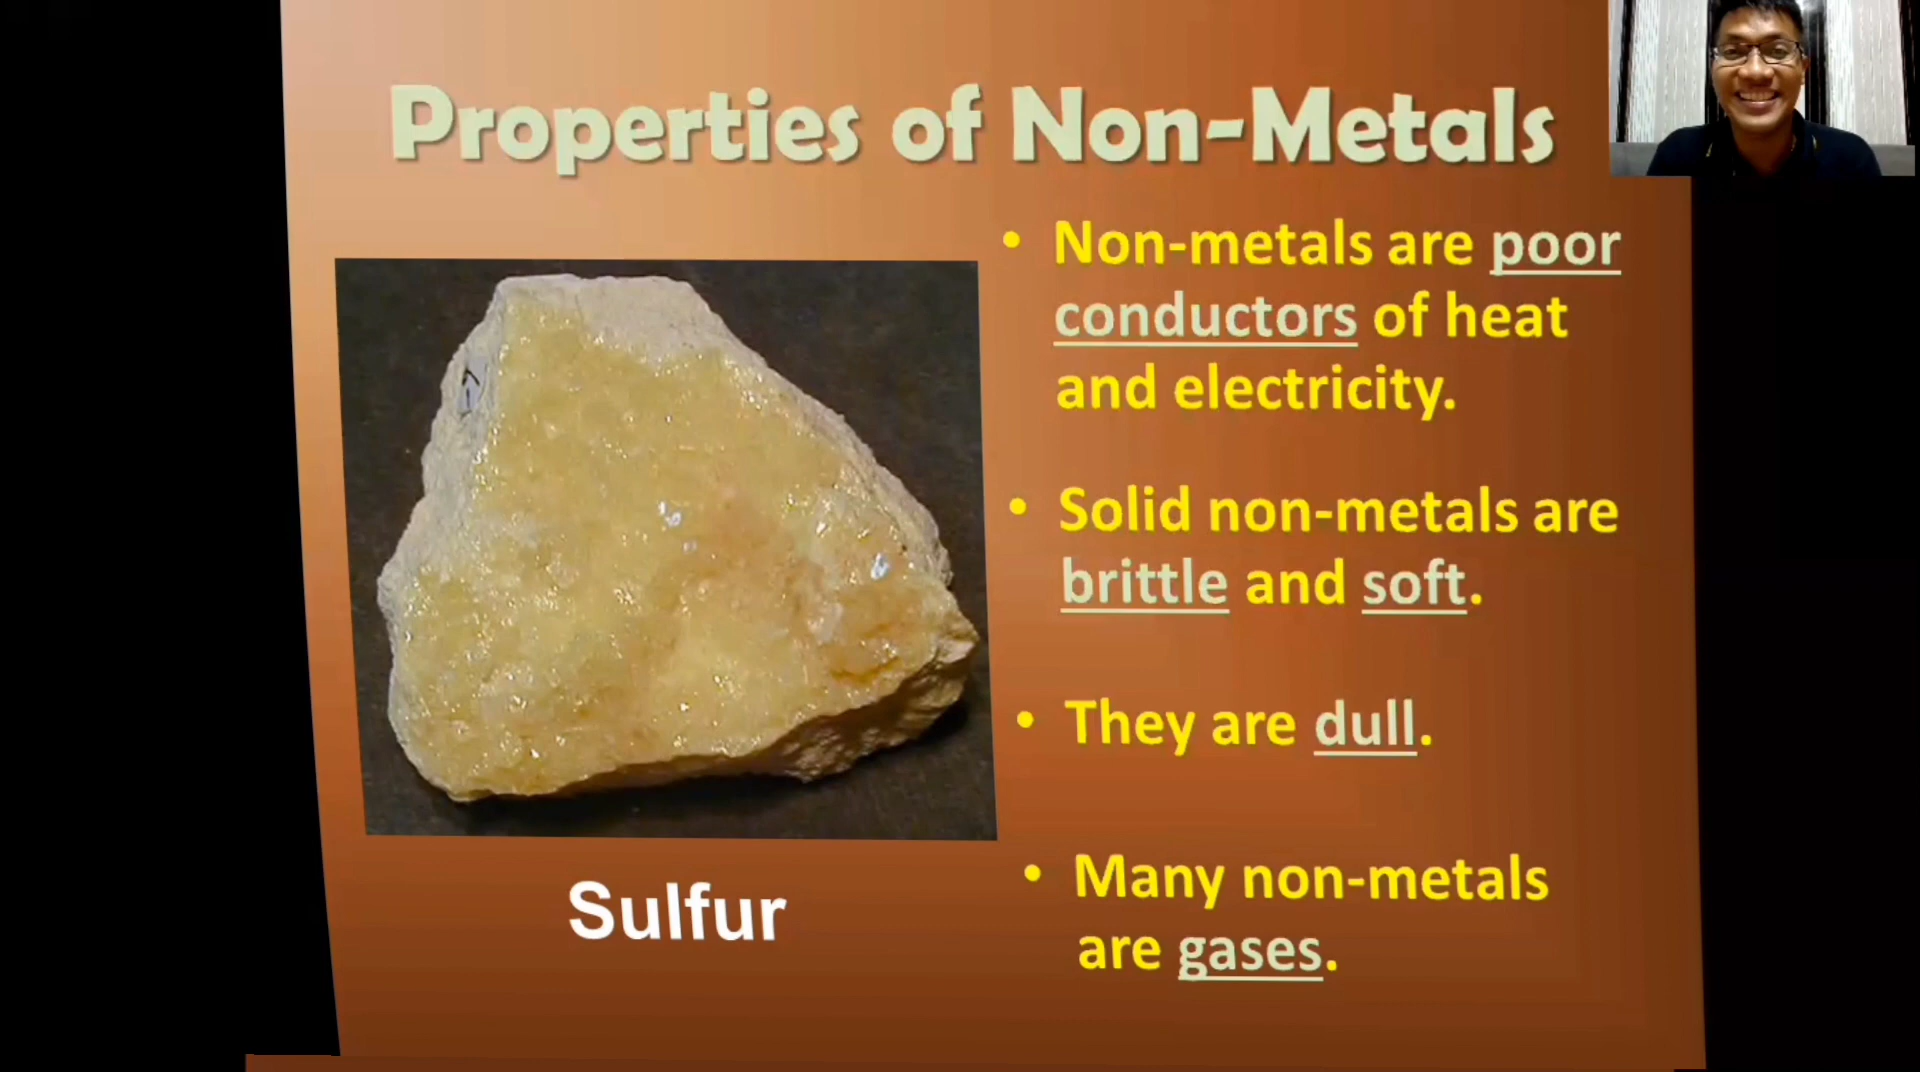 Properties of Non-Metals
• Non-metals are poor
conductors of heat
and electricity.
• Solid non-metals are
brittle and soft.
• They are dull.
• Many non-metals
are gases.
Sulfur